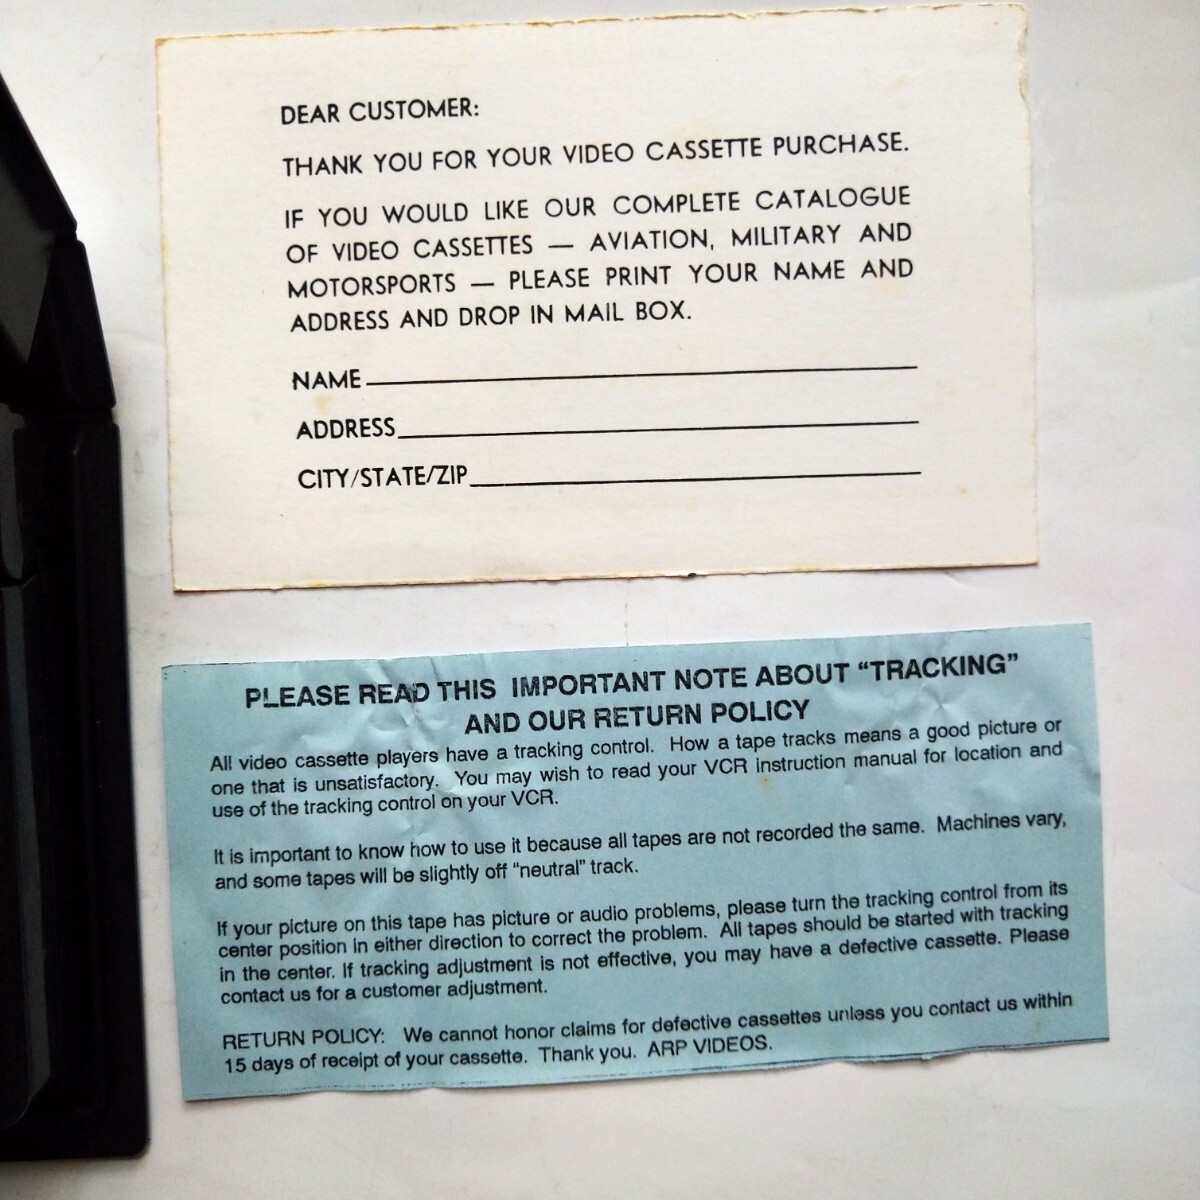 DEAR CUSTOMER:
THANK YOU FOR YOUR VIDEO CASSETTE PURCHASE.
IF YOU WOULD LIKE OUR COMPLETE CATALOGUE
OF VIDEO CASSETTES — AVIATION, MILITARY AND
MOTORSPORTS — PLEASE PRINT YOUR NAME AND
ADDRESS AND DROP IN MAIL BOX.
NAME
ADDRESS
CITY/STATE/ZIP
PLEASE READ THIS IMPORTANT NOTE ABOUT “TRACKING”
AND OUR RETURN POLICY
All video cassette players have a tracking control. How a tape tracks means a good picture or
one that is unsatisfactory. You may wish to read your VCR instruction manual for location and
use of the tracking control on your VCR.
It is important to know how to use it because all tapes are not recorded the same. Machines vary,
and some tapes will be slightly off “neutral” track.
If your picture on this tape has picture or audio problems, please turn the tracking control from its
center position in either direction to correct the problem. All tapes should be started with tracking
in the center. If tracking adjustment is not effective, you may have a defective cassette. Please
contact us for a customer adjustment.
RETURN POLICY: We cannot honor claims for defective cassettes unless you contact us within
15 days of receipt of your cassette. Thank you. ARP VIDEOS.